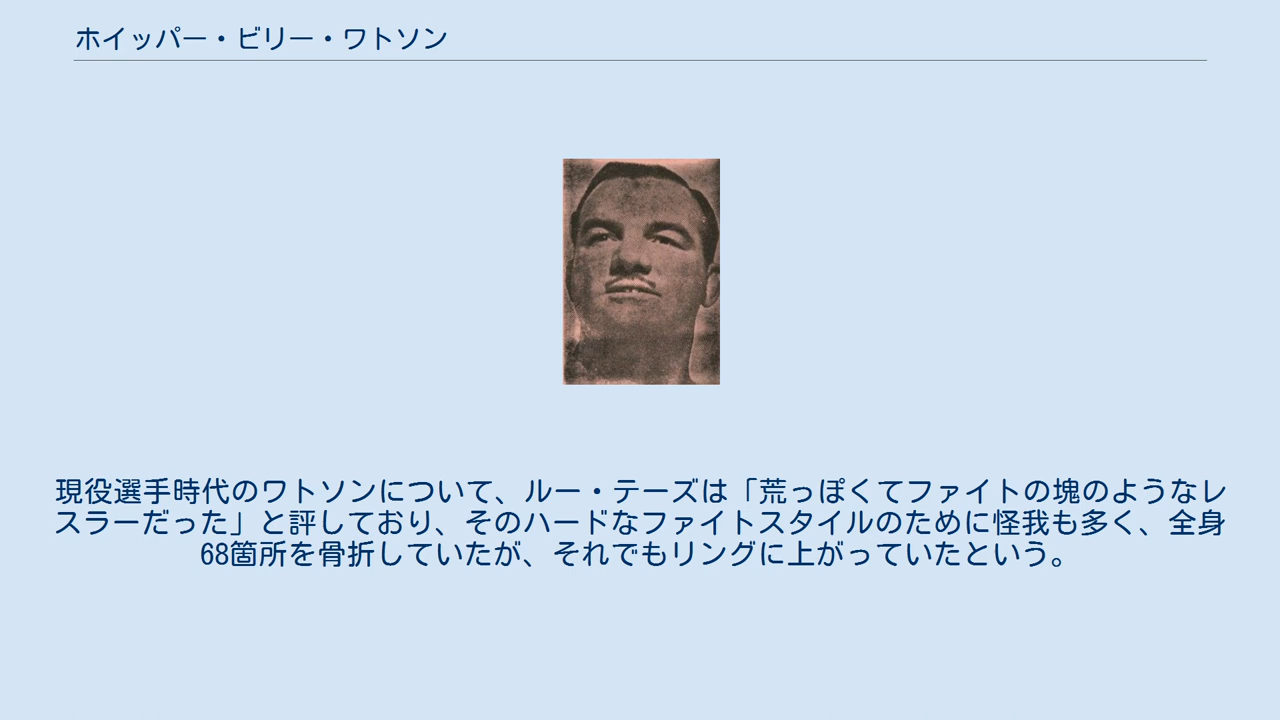 ホイッパー・ビリー・ワトソン
現役選手時代のワトソンについて、ルー・テーズは「荒っぽくてファイトの塊のようなレ
スラーだった」と評しており、そのハードなファイトスタイルのために怪我も多く、全身
68箇所を骨折していたが、それでもリングに上がっていたという。